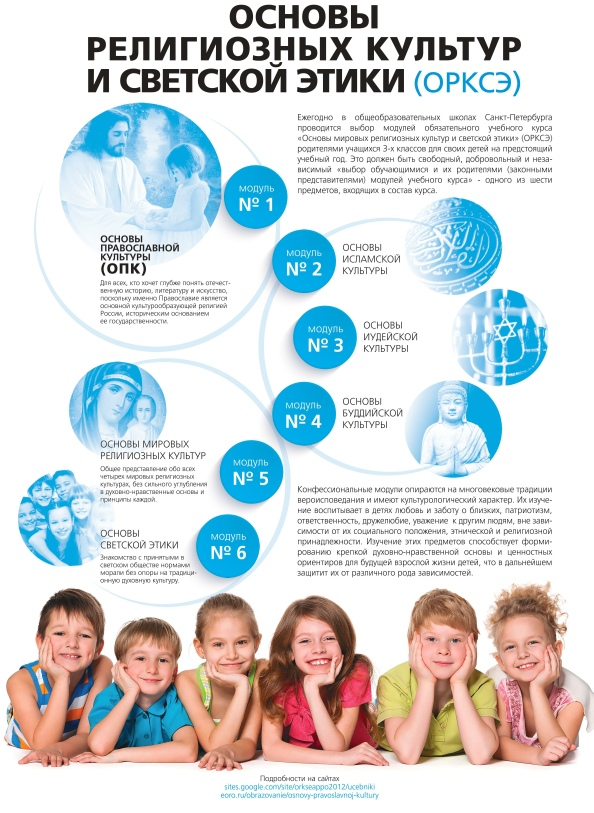 ОСНОВЫ
РЕЛИГИОЗНЫХ КУЛЬТУР
И СВЕТСКОЙ ЭТИКИ (ОРКСЭ)
Ежегодно в общеобразовательных школах Санкт-Петербурга
проводится выбор модулей обязательного учебного курса
«Основы мировых религиозных культур и светской этики» (ОРКСЭ)
родителями учащихся 3-х классов для своих детей на предстоящий
учебный год. Это должен быть свободный, добровольный и неза-
висимый «выбор обучающимися и их родителями (законными
представителями) модулей учебного курса» - одного из шести
предметов, входящих в состав курса.
модуль
№ 1
ОСНОВЫ
ПРАВОСЛАВНОЙ
КУЛЬТУРЫ
(ОПК)
Для всех, кто хочет глубже понять отечест-
венную историю, литературу и искусство,
поскольку именно Православие является
основной культурообразующей религией
России, историческим основанием
ее государственности.
модуль
№ 2
ОСНОВЫ
ИСЛАМСКОЙ
КУЛЬТУРЫ
модуль
№ 3
ОСНОВЫ
ИУДЕЙСКОЙ
КУЛЬТУРЫ
модуль
№ 4
ОСНОВЫ
БУДДИЙСКОЙ
КУЛЬТУРЫ
ОСНОВЫ МИРОВЫХ
РЕЛИГИОЗНЫХ КУЛЬТУР
Общее представление обо всех
четырех мировых религиозных
культурах, без сильного углубления
в духовно-нравственные основы и
принципы каждой.
модуль
№ 5
ОСНОВЫ
СВЕТСКОЙ ЭТИКИ
Знакомство с принятыми в
светском обществе нормами
морали без опоры на традици-
онную духовную культуру.
модуль
№ 6
Конфессиональные модули опираются на многовековые традиции
вероисповедания и имеют культурологический характер. Их изуче-
ние воспитывает в детях любовь и заботу о близких, патриотизм,
ответственность, дружелюбие, уважение к другим людям, вне зави-
симости от их социального положения, этнической и религиозной
принадлежности. Изучение этих предметов способствует форми-
рованию крепкой духовно-нравственной основы и ценностных
ориентиров для будущей взрослой жизни детей, что в дальнейшем
защитит их от различного рода зависимостей.
Подробности на сайтах
sites.google.com/site/orkseappo2012/ucebniki
eoro.ru/obrazovanie/osnovy-pravoslavnoj-kultury